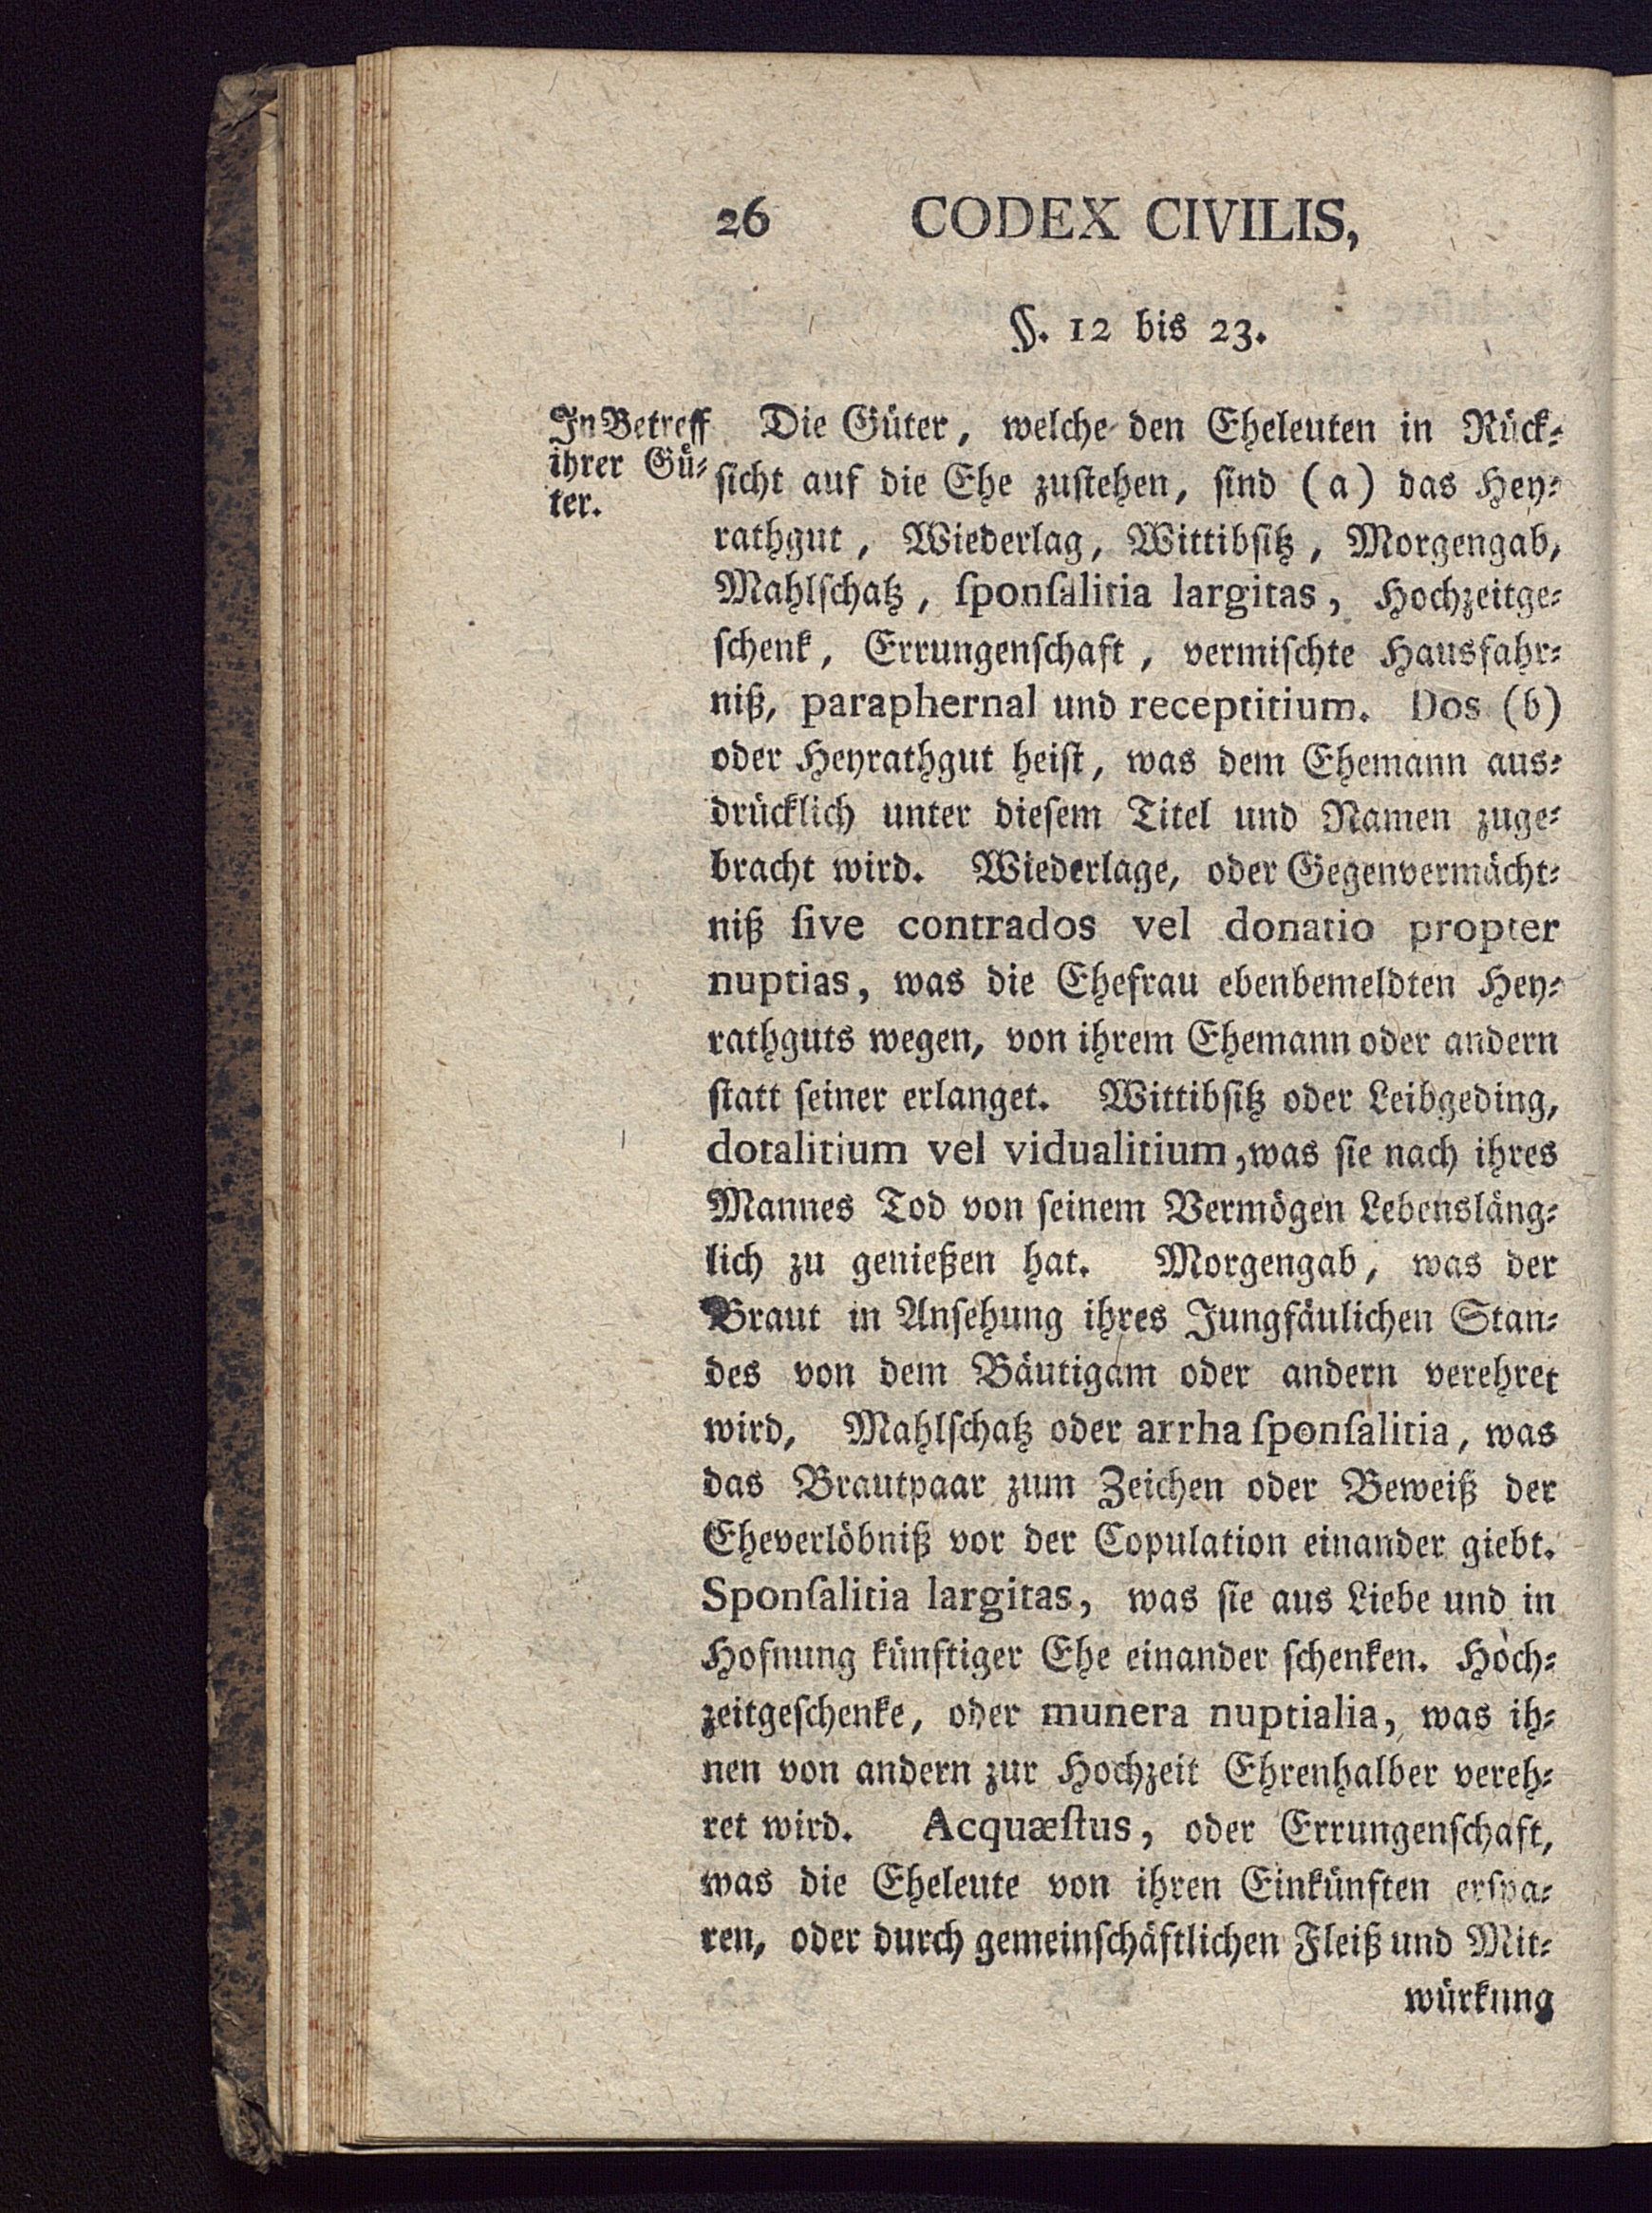 26 CODEX CIVILIS,
§. 12 bis 23.
In Betreff
ihrer Gü⸗
ter.
Die Güter, welche den Eheleuten in Rück⸗
ſicht auf die Ehe zuſtehen, ſind (a) das Hey⸗
rathgut, Wiederlag, Wittibſitz, Morgengab,
Mahlſchatz, ſponſalitia largitas, Hochzeitge⸗
ſchenk, Errungenſchaft, vermiſchte Hausfahr⸗
niß, paraphernal und receptitium. Dos (b)
oder Heyrathgut heiſt, was dem Ehemann aus⸗
drücklich unter dieſem Titel und Namen zuge⸗
bracht wird. Wiederlage, oder Gegenvermächt⸗
niß ſive contrados vel donatio propter
nuptias, was die Ehefrau ebenbemeldten Hey⸗
rathguts wegen, von ihrem Ehemann oder andern
ſtatt ſeiner erlanget. Wittibſitz oder Leibgeding,
dotalitium vel vidualitium, was ſie nach ihres
Mannes Tod von ſeinem Vermögen Lebensläng⸗
lich zu genießen hat. Morgengab, was der
Braut in Anſehung ihres Jungfäulichen Stan⸗
des von dem Bäutigam oder andern verehret
wird, Mahlſchatz oder arrha ſponſalitia, was
das Brautpaar zum Zeichen oder Beweiß der
Eheverlöbniß vor der Copulation einander giebt.
Sponſalitia largitas, was ſie aus Liebe und in
Hofnung künftiger Ehe einander ſchenken. Hoch⸗
zeitgeſchenke, oder munera nuptialia, was ih⸗
nen von andern zur Hochzeit Ehrenhalber vereh⸗
ret wird. Acquæſtus, oder Errungenſchaft,
was die Eheleute von ihren Einkünften erſpa⸗
ren, oder durch gemeinſchäftlichen Fleiß und Mit⸗
würkung